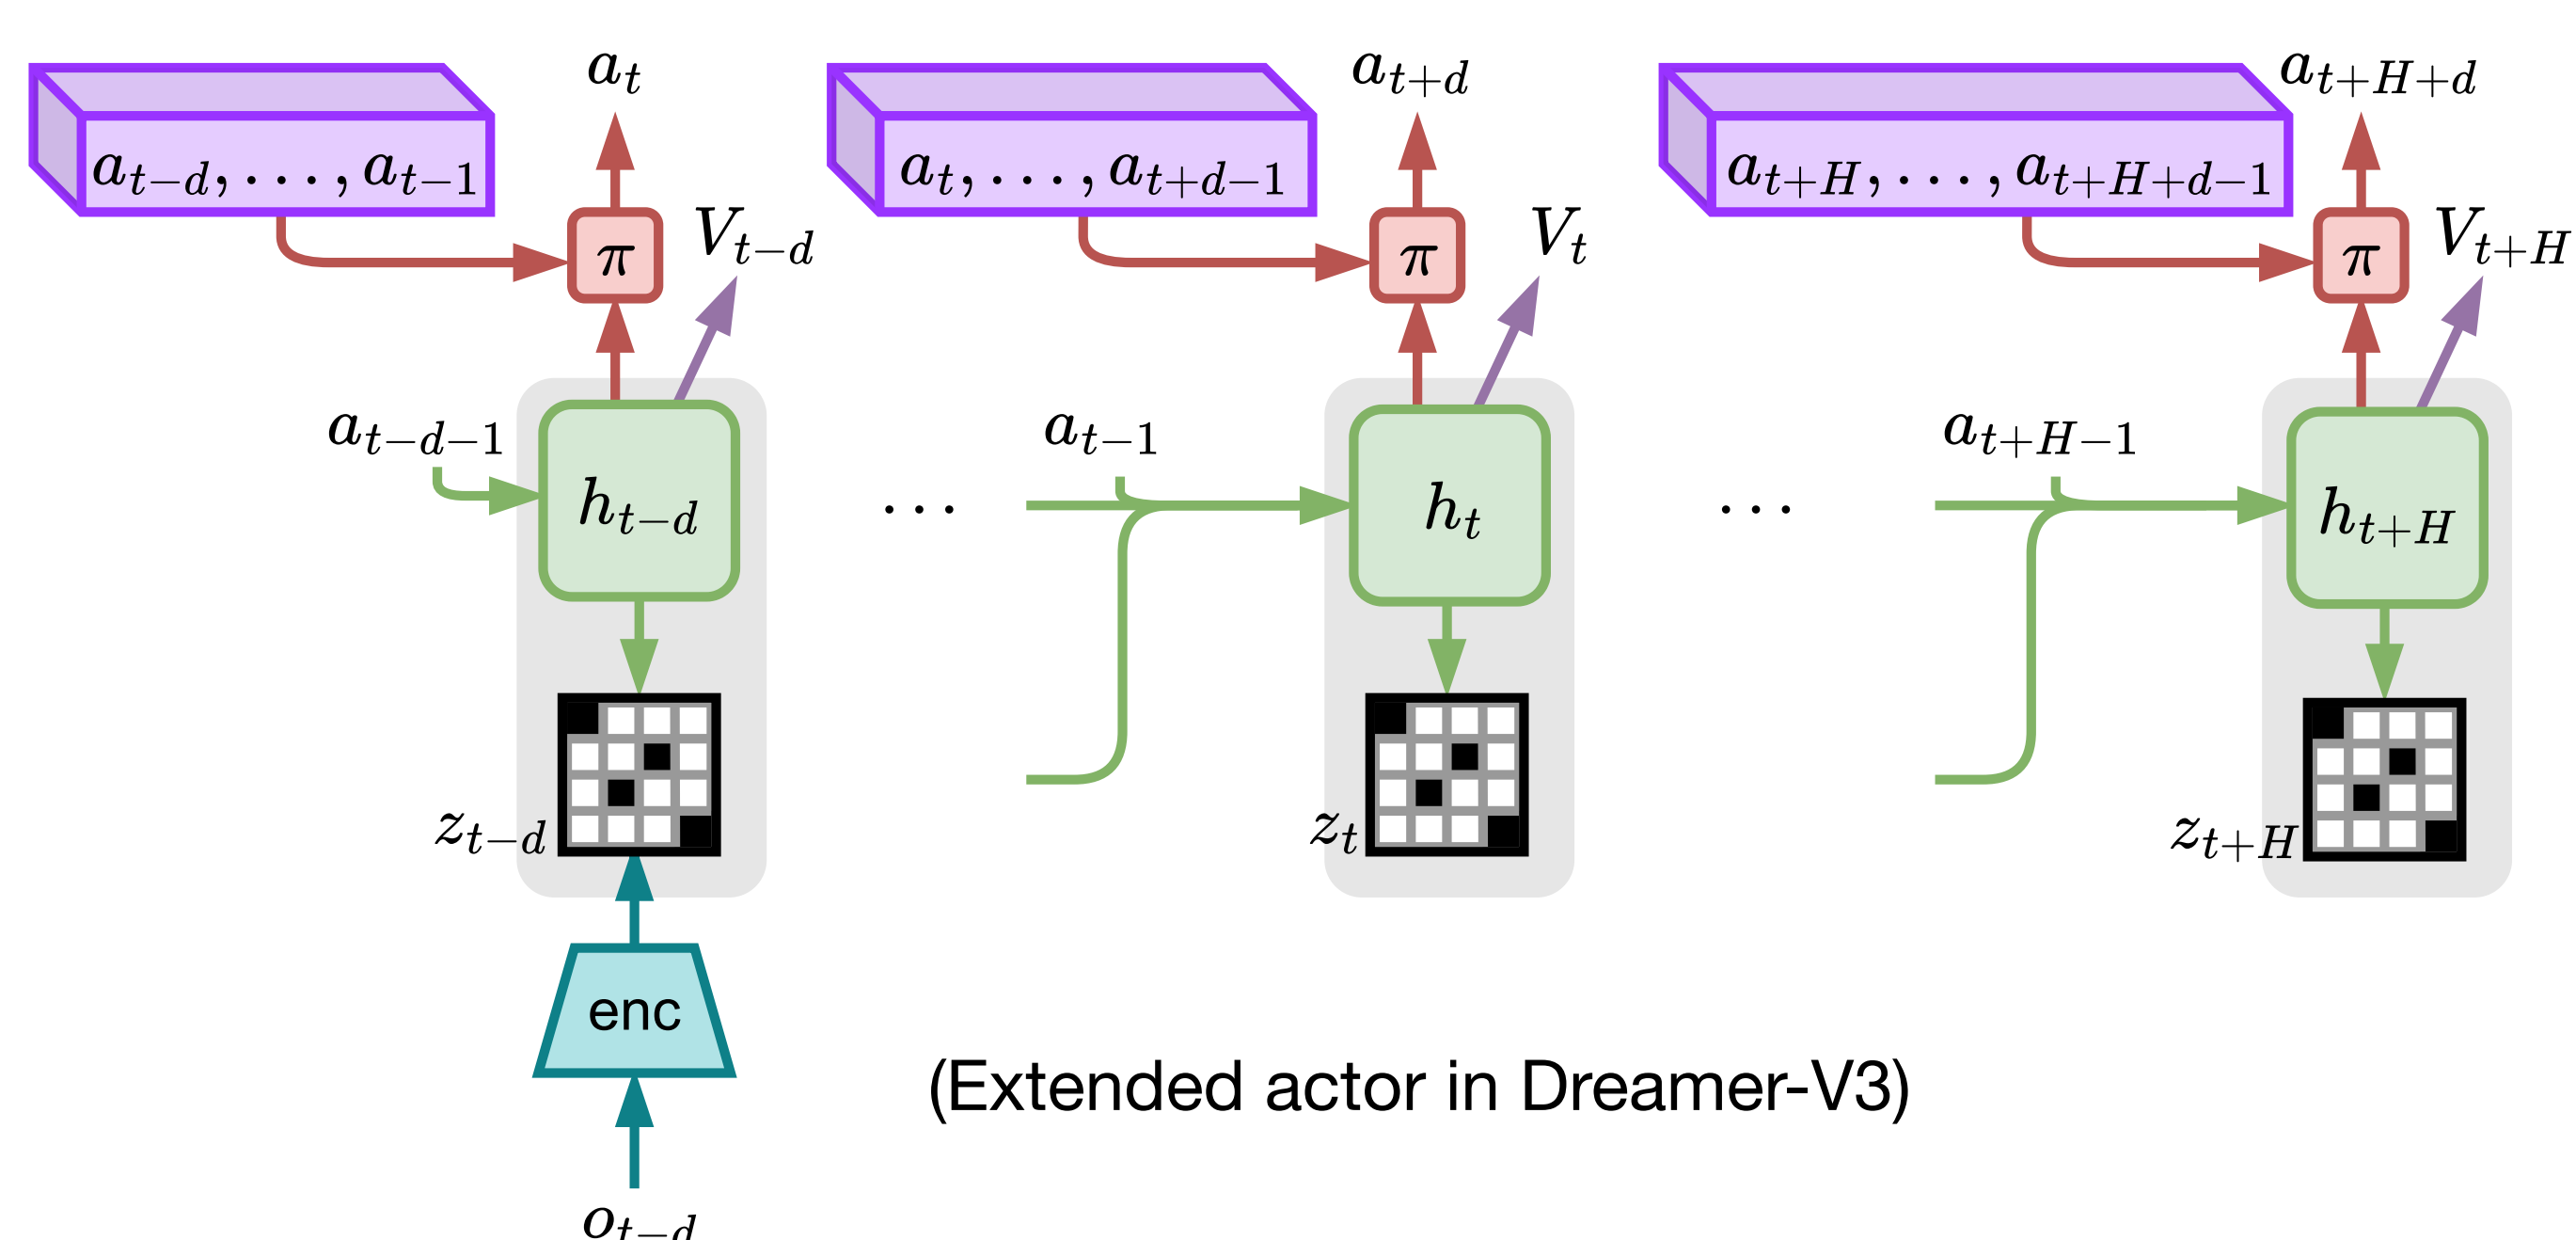 a_t
a_{t+d}
a_{t+H+d}
a_{t-d}, ..., a_{t-1}
a_t, ..., a_{t+d-1}
a_{t+H}, ..., a_{t+H+d-1}
π
V_{t-d}
π
V_t
π
V_{t+H}
a_{t-d-1}
a_{t-1}
a_{t+H-1}
h_{t-d}
...
h_t
...
h_{t+H}
z_{t-d}
z_t
z_{t+H}
enc
(Extended actor in Dreamer-V3)
o_{t-d}